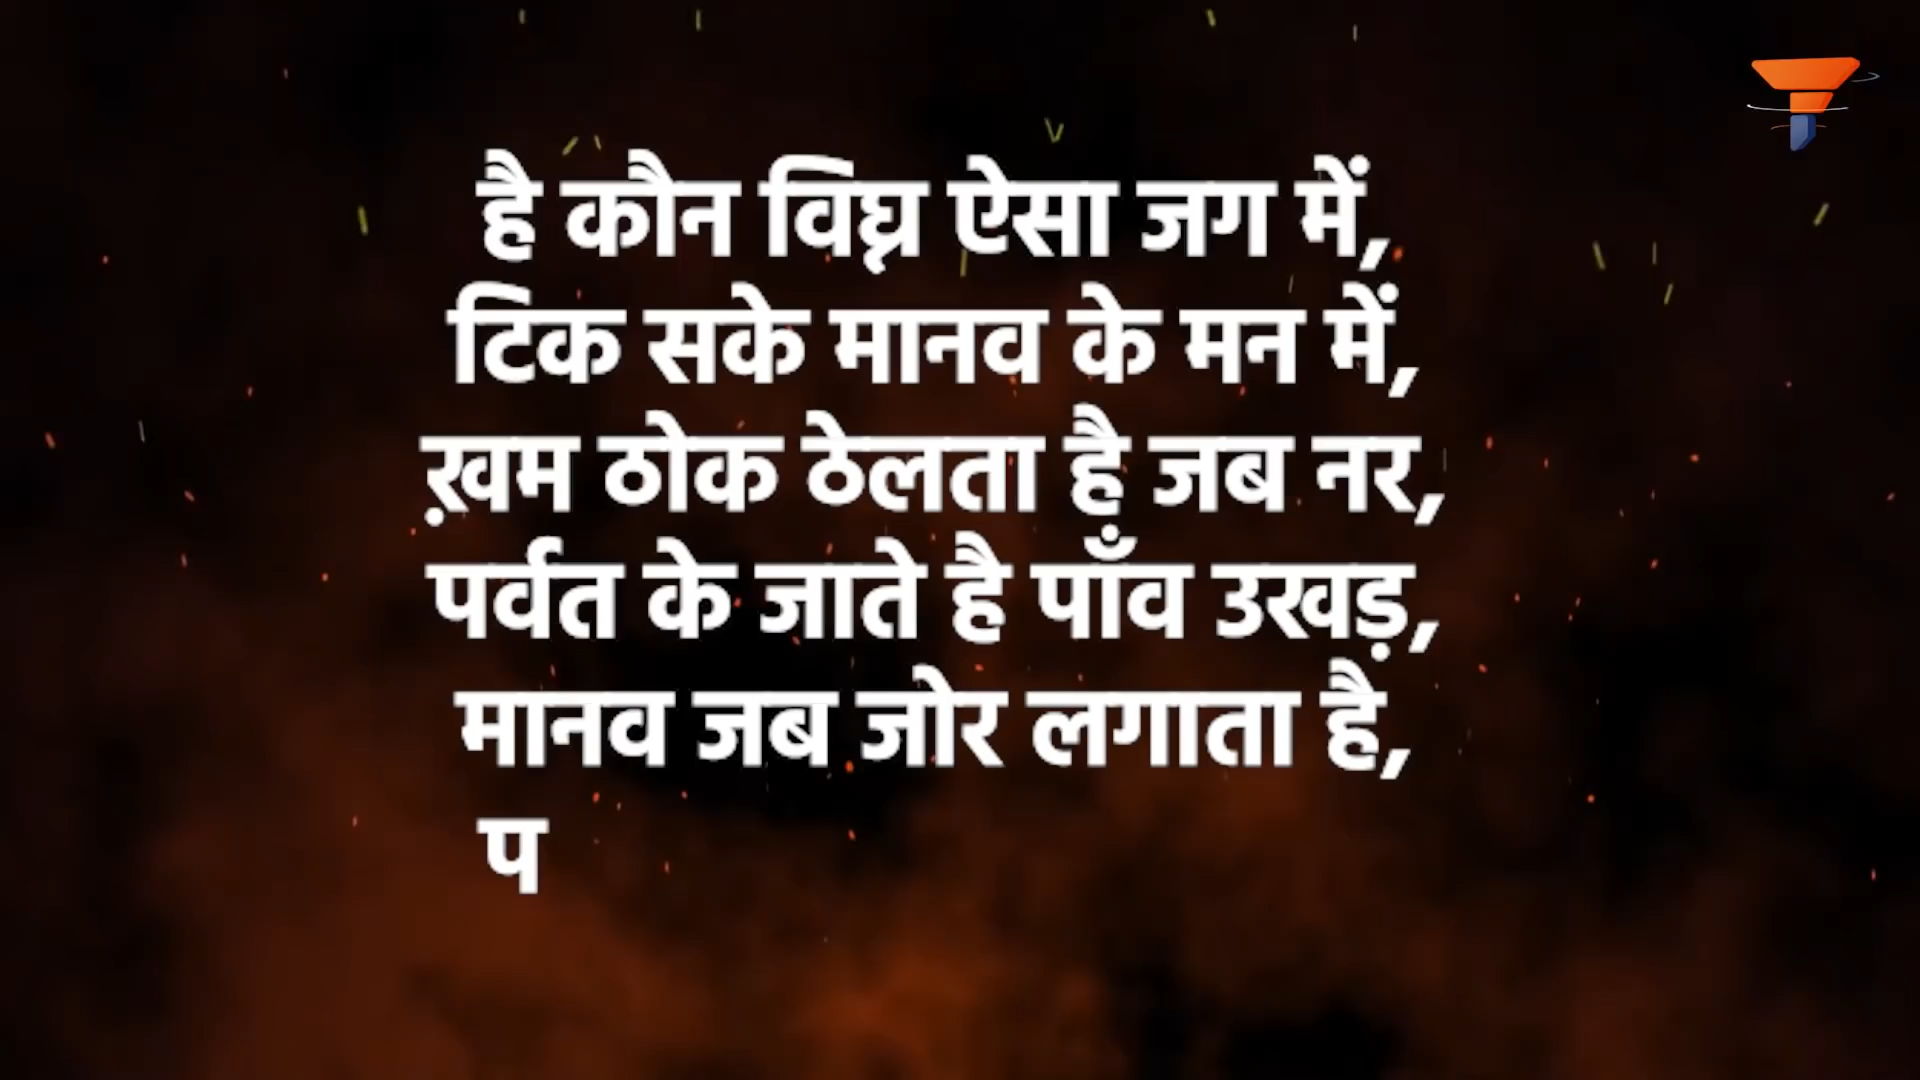 है कौन विघ्न ऐसा जग में,
टिक सके मानव के मन में,
ख़म ठोक ठेलता है जब नर,
पर्वत के जाते है पाँव उखड़,
मानव जब जोर लगाता है,
प